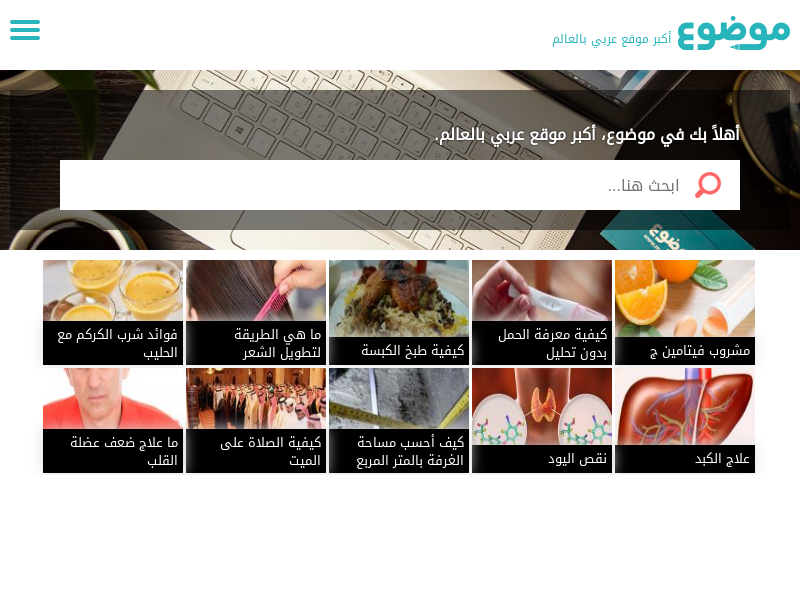 موضوع
أكبر موقع عربي بالعالم
أهلاً بك في موضوع، أكبر موقع عربي بالعالم.
ابحث هنا...
مشروب فيتامين ج
كيفية معرفة الحمل
بدون تحليل
كيفية طبخ الكبسة
ما هي الطريقة
لتطويل الشعر
فوائد شرب الكركم مع
الحليب
علاج الكبد
نقص اليود
كيف أحسب مساحة
الغرفة بالمتر المربع
كيفية الصلاة على
الميت
ما علاج ضعف عضلة
القلب